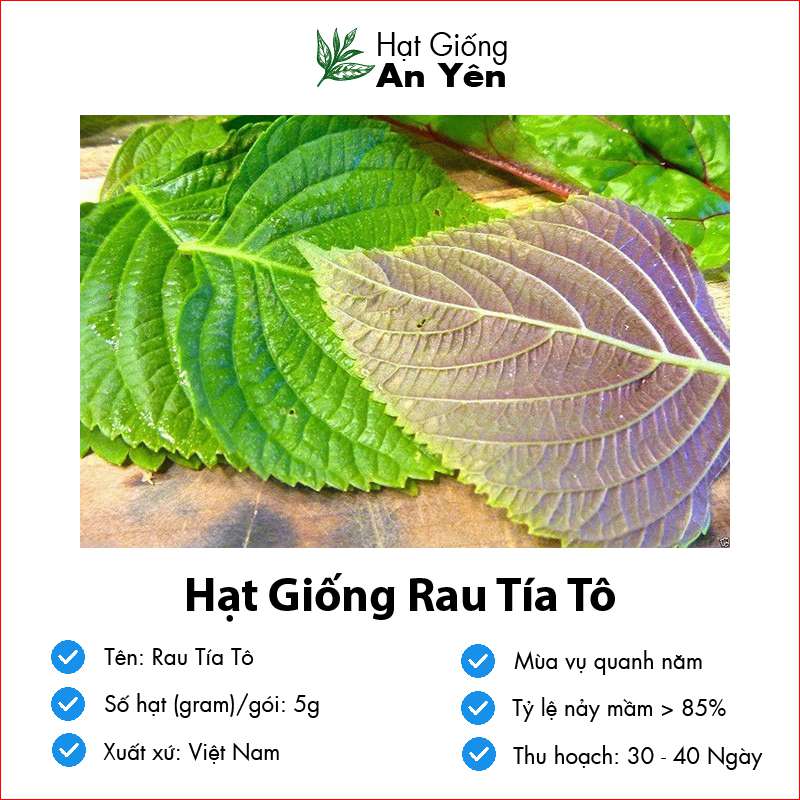 Hạt Giống
An Yên
Hạt Giống Rau Tía Tô
Tên: Rau Tía Tô
Số hạt (gram)/gói: 5g
Xuất xứ: Việt Nam
Mùa vụ quanh năm
Tỷ lệ nảy mầm > 85%
Thu hoạch: 30 - 40 Ngày